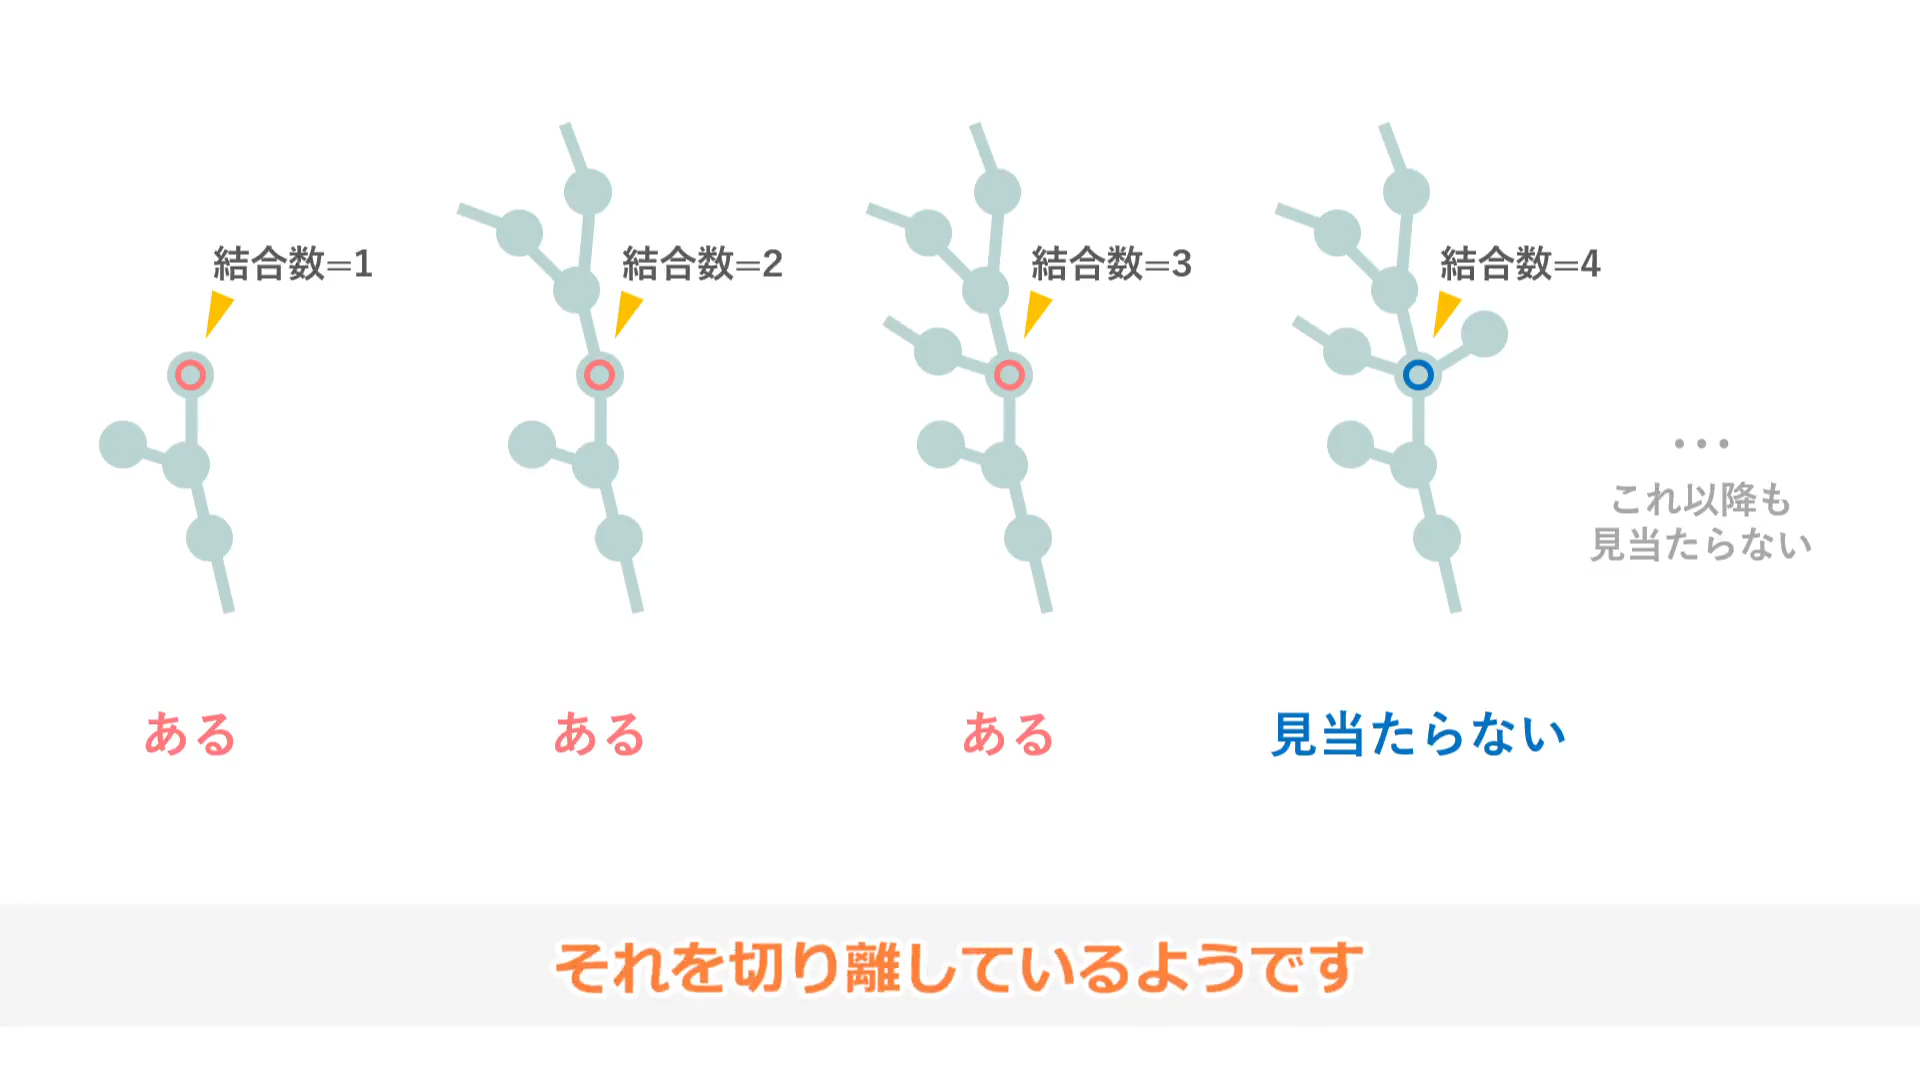 結合数=1
結合数=2
結合数=3
結合数=4
・・・
これ以降も
見当たらない
ある
ある
ある
見当たらない
それを切り離しているようです